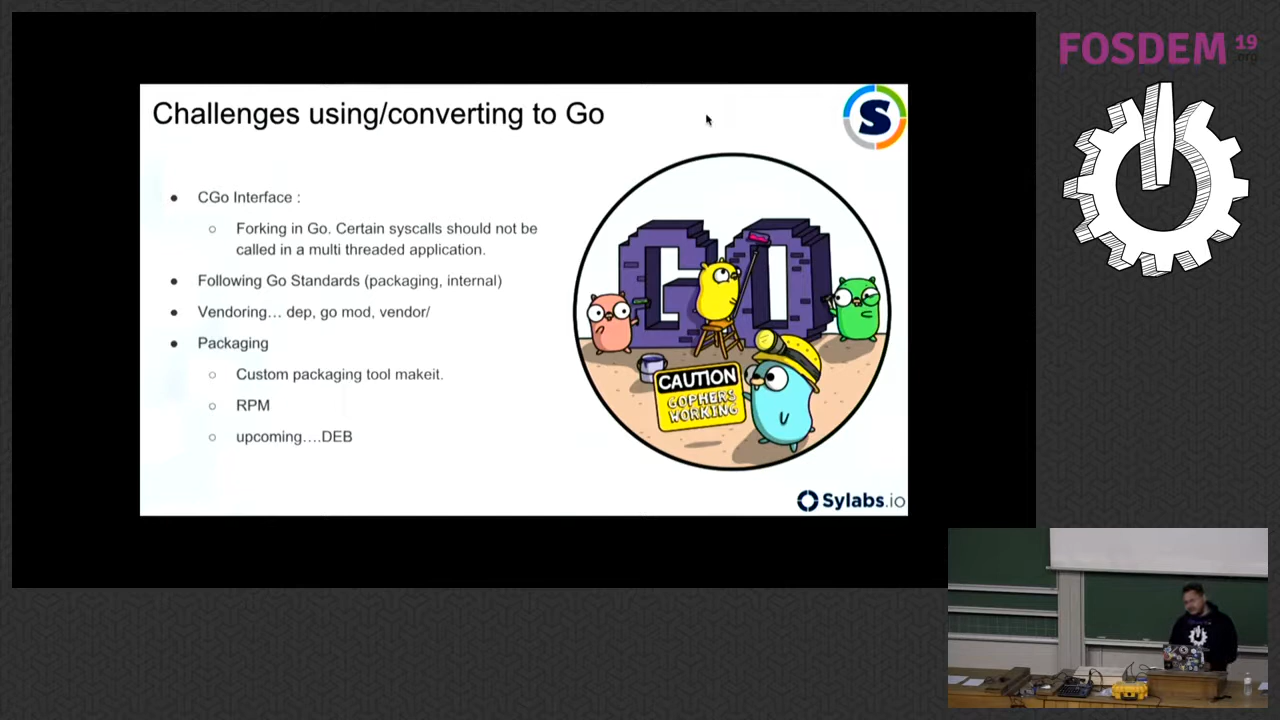 FOSDEM 19
.org
Challenges using/converting to Go
S
● CGo Interface :
○ Forking in Go. Certain syscalls should not be
called in a multi threaded application.
● Following Go Standards (packaging, internal)
● Vendoring… dep, go mod, vendor/
● Packaging
○ Custom packaging tool makeit.
○ RPM
○ upcoming….DEB
GO
CAUTION
GOPHERS
WORKING
Sylabs.io